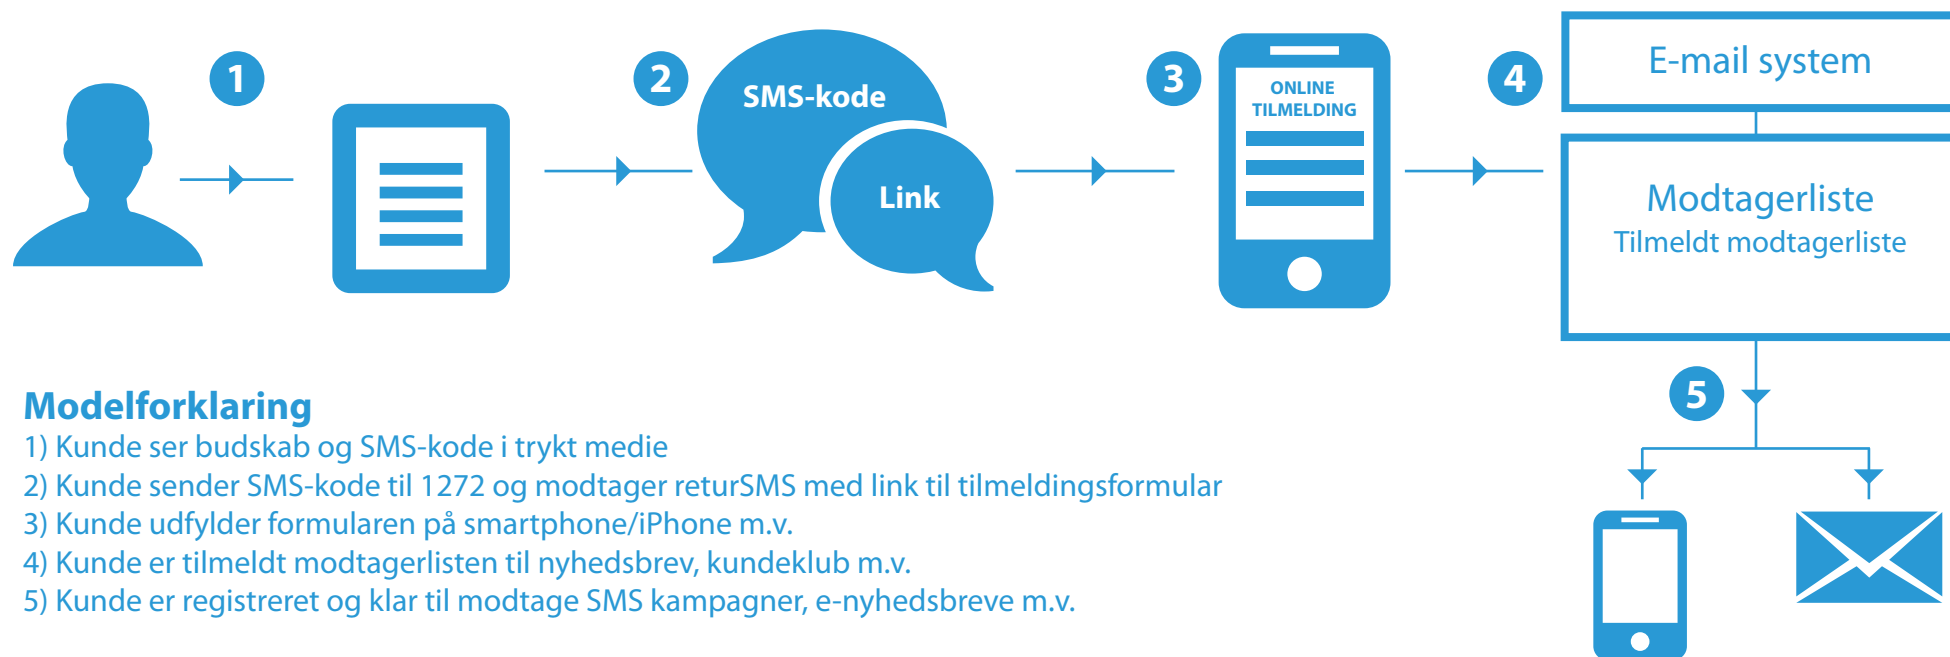 1
2
SMS-kode
Link
3
ONLINE
TILMELDING
4
E-mail system
Modtagerliste
Tilmeldt modtagerliste
5
Modelforklaring
1) Kunde ser budskab og SMS-kode i trykt medie
2) Kunde sender SMS-kode til 1272 og modtager returSMS med link til tilmeldingsformular
3) Kunde udfylder formularen på smartphone/iPhone m.v.
4) Kunde er tilmeldt modtagerlisten til nyhedsbrev, kundeklub m.v.
5) Kunde er registreret og klar til modtage SMS kampagner, e-nyhedsbreve m.v.